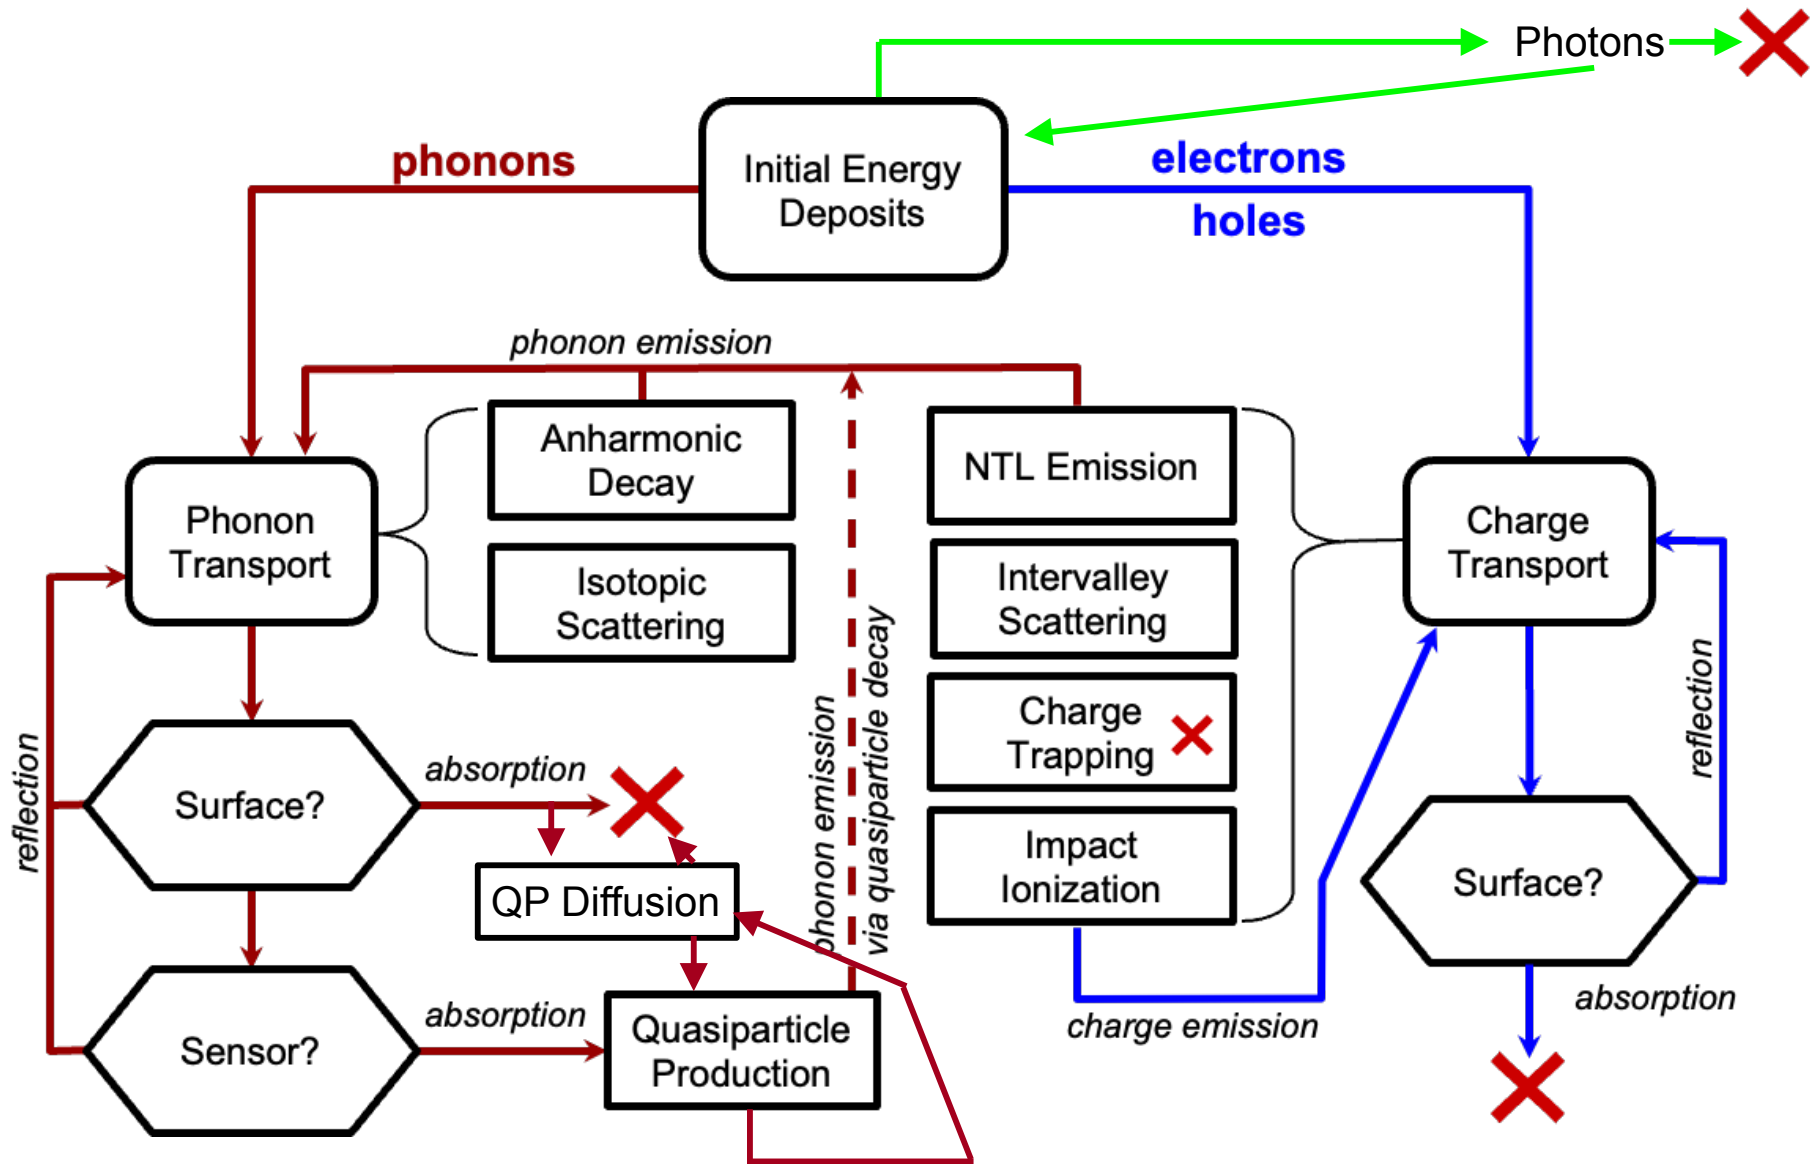 Photons
phonons
Initial Energy
Deposits
electrons
holes
phonon emission
Anharmonic
Decay
NTL Emission
Phonon
Transport
Charge
Transport
Isotopic
Scattering
Intervalley
Scattering
Charge
Trapping
reflection
reflection
phonon emission
via quasiparticle decay
absorption
Surface?
Impact
Ionization
Surface?
QP Diffusion
absorption
charge emission
absorption
Sensor?
Quasiparticle
Production